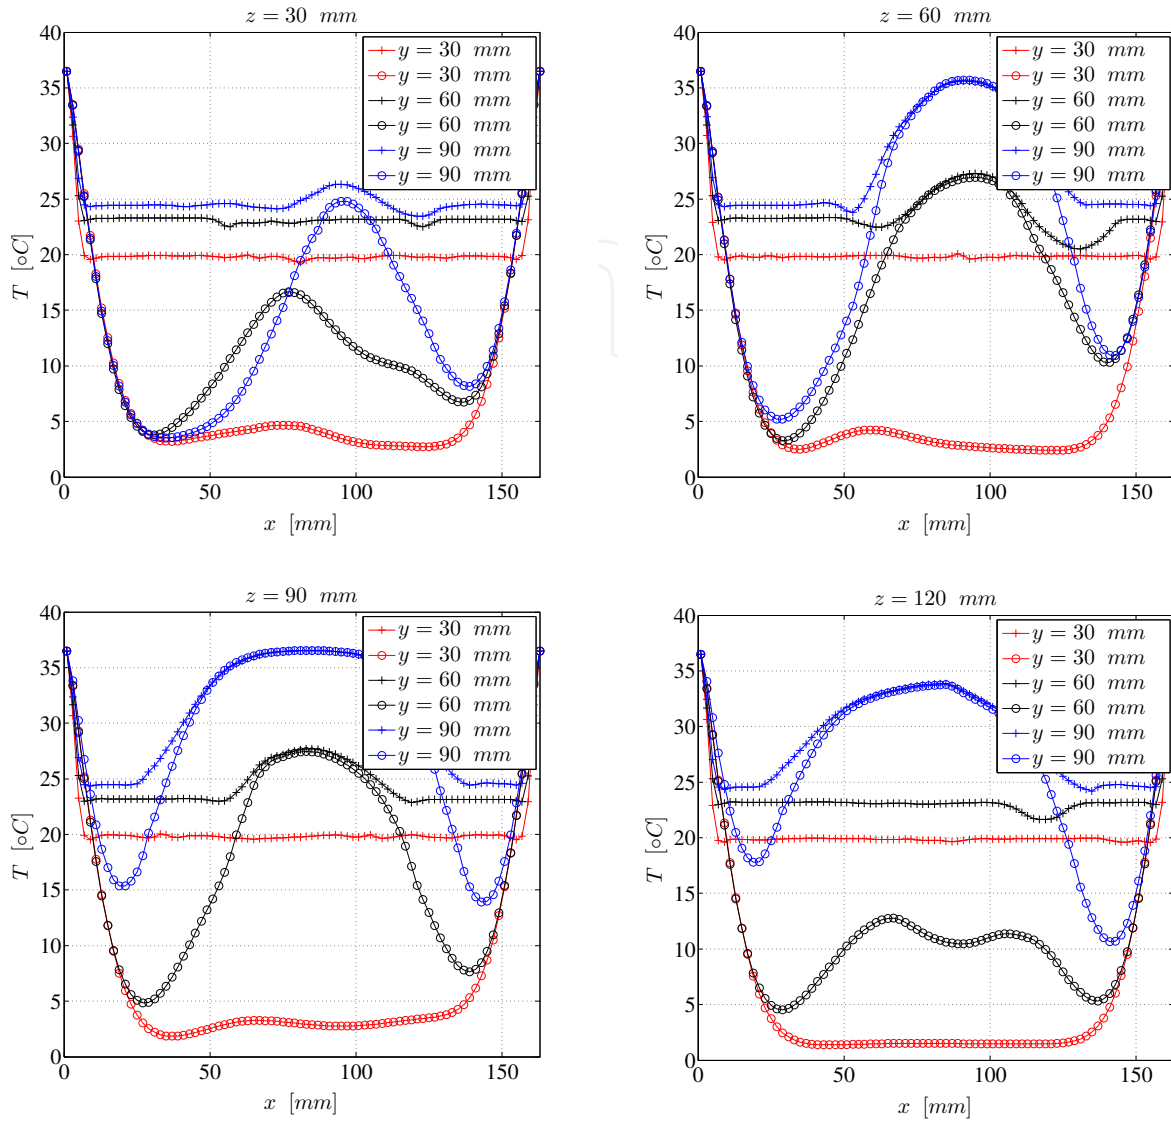 z = 30 mm
T [∘C]
40
35
30
25
20
15
10
5
0
y = 30 mm
y = 30 mm
y = 60 mm
y = 60 mm
y = 90 mm
y = 90 mm
0 50 100 150
x [mm]
z = 60 mm
T [∘C]
40
35
30
25
20
15
10
5
0
y = 30 mm
y = 30 mm
y = 60 mm
y = 60 mm
y = 90 mm
y = 90 mm
0 50 100 150
x [mm]
z = 90 mm
T [∘C]
40
35
30
25
20
15
10
5
0
y = 30 mm
y = 30 mm
y = 60 mm
y = 60 mm
y = 90 mm
y = 90 mm
0 50 100 150
x [mm]
z = 120 mm
T [∘C]
40
35
30
25
20
15
10
5
0
y = 30 mm
y = 30 mm
y = 60 mm
y = 60 mm
y = 90 mm
y = 90 mm
0 50 100 150
x [mm]